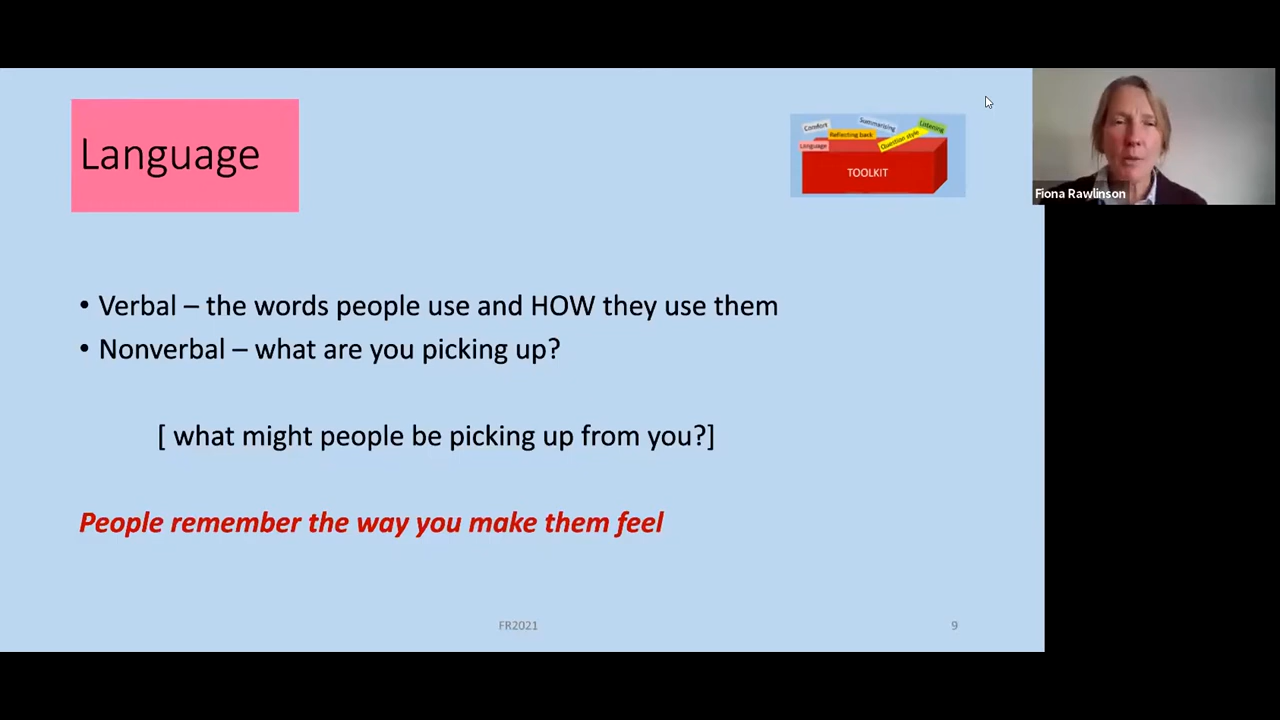 Language
Comfort
Summarising
Listening
Reflecting back
Question style
Language
TOOLKIT
Fiona Rawlinson
• Verbal – the words people use and HOW they use them
• Nonverbal – what are you picking up?
[ what might people be picking up from you?]
People remember the way you make them feel
FR2021
9